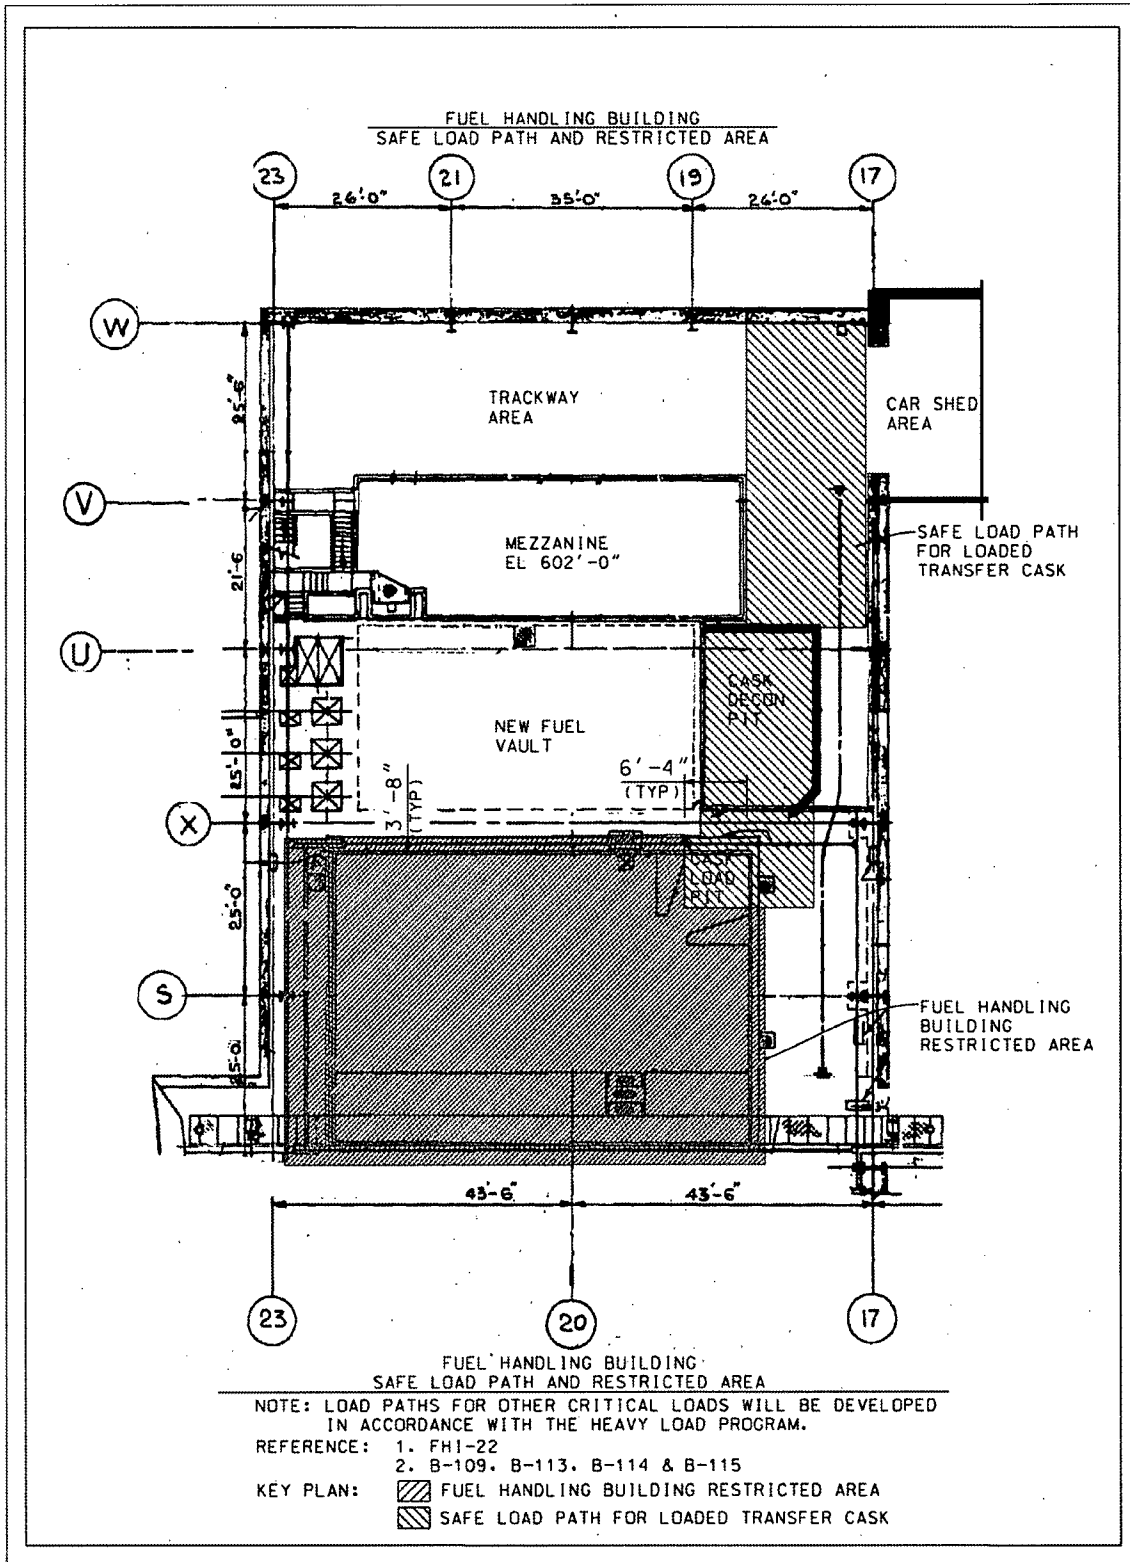 FUEL HANDLING BUILDING
SAFE LOAD PATH AND RESTRICTED AREA
23 21 19 17
26'-0" 35'-0" 26'-0"
W
25'-6"
TRACKWAY
AREA
CAR SHED
AREA
V
MEZZANINE
EL 602'-0"
SAFE LOAD PATH
FOR LOADED
TRANSFER CASK
21'-6
U
CASK
DECON
PIT
NEW FUEL
VAULT
25'-0"
6'-4"
(TYP)
3'-8"
(TYP)
X
CASK
LOAD
PIT
25'-0"
S
FUEL HANDLING
BUILDING
RESTRICTED AREA
43'-6" 43'-6"
23 20 17
FUEL HANDLING BUILDING
SAFE LOAD PATH AND RESTRICTED AREA
NOTE: LOAD PATHS FOR OTHER CRITICAL LOADS WILL BE DEVELOPED
IN ACCORDANCE WITH THE HEAVY LOAD PROGRAM.
REFERENCE: 1. FHI-22
2. B-109. B-113. B-114 & B-115
KEY PLAN: FUEL HANDLING BUILDING RESTRICTED AREA
SAFE LOAD PATH FOR LOADED TRANSFER CASK